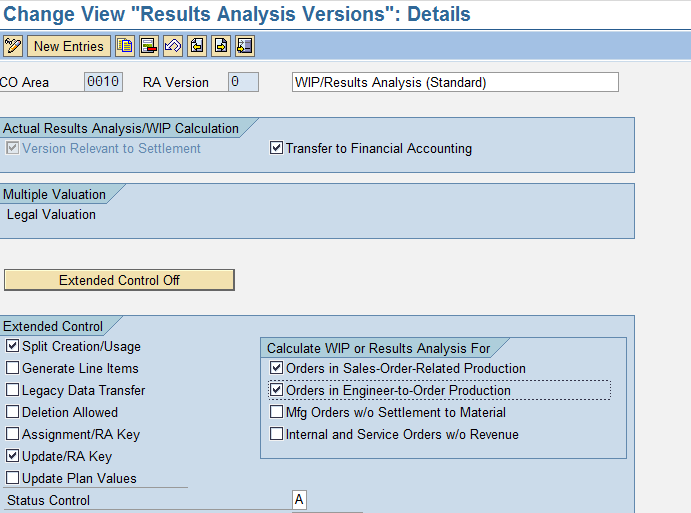 Change View "Results Analysis Versions": Details
New Entries
CO Area 0010 RA Version 0 WIP/Results Analysis (Standard)
Actual Results Analysis/WIP Calculation
Version Relevant to Settlement Transfer to Financial Accounting
Multiple Valuation
Legal Valuation
Extended Control Off
Extended Control
Split Creation/Usage
Generate Line Items
Legacy Data Transfer
Deletion Allowed
Assignment/RA Key
Update/RA Key
Update Plan Values
Status Control A
Calculate WIP or Results Analysis For
Orders in Sales-Order-Related Production
Orders in Engineer-to-Order Production
Mfg Orders w/o Settlement to Material
Internal and Service Orders w/o Revenue